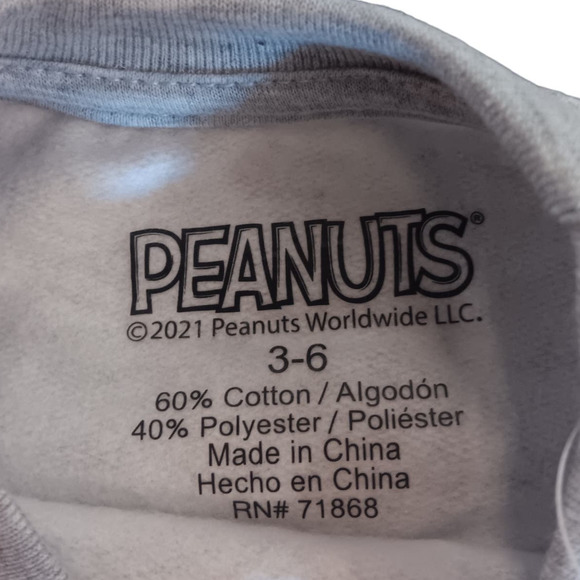 PEANUTS®
©2021 Peanuts Worldwide LLC.
3-6
60% Cotton / Algodón
40% Polyester / Poliéster
Made in China
Hecho en China
RN# 71868